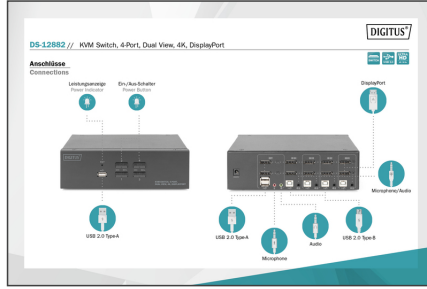 DIGITUS®
DS-12882 // KVM Switch, 4-Port, Dual View, 4K, DisplayPort
Anschlüsse
Connections
Leistungsanzeige
Power Indicator
Ein-/Aus-Schalter
Power Button
DisplayPort
DIGITUS
Microphone/Audio
USB 2.0 Type-A
USB 2.0 Type-A
Microphone
Audio
USB 2.0 Type-B